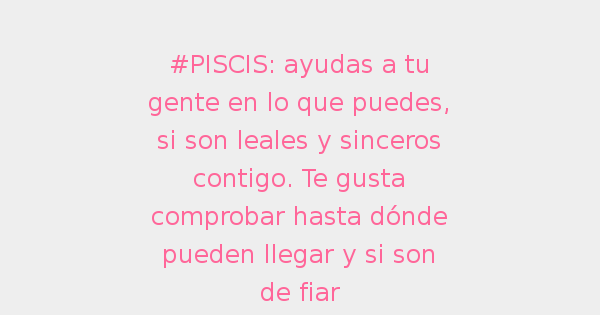 #PISCIS: ayudas a tu
gente en lo que puedes,
si son leales y sinceros
contigo. Te gusta
comprobar hasta dónde
pueden llegar y si son
de fiar